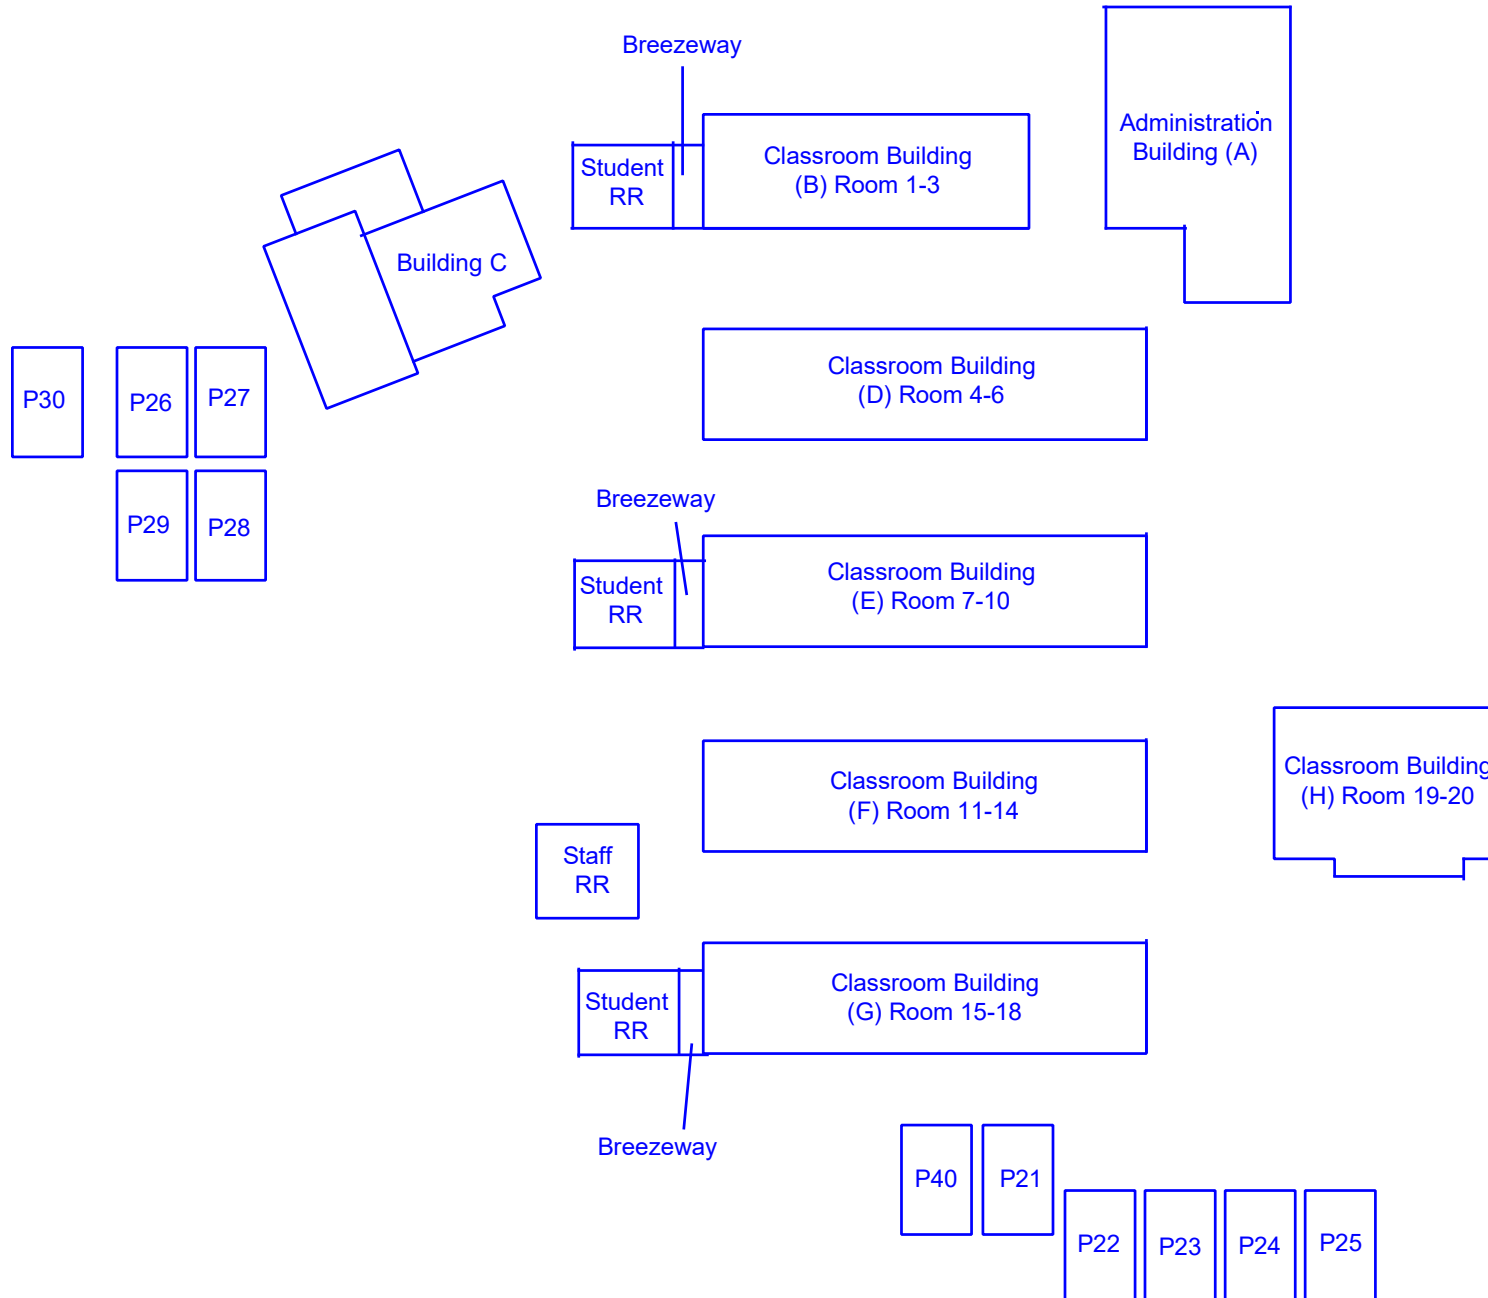 Breezeway
Administration
Building (A)
Classroom Building
(B) Room 1-3
Student
RR
Building C
Classroom Building
(D) Room 4-6
P30
P26
P27
Breezeway
P29
P28
Classroom Building
(E) Room 7-10
Student
RR
Classroom Building
(F) Room 11-14
Classroom Building
(H) Room 19-20
Staff
RR
Classroom Building
(G) Room 15-18
Student
RR
Breezeway
P40
P21
P22
P23
P24
P25